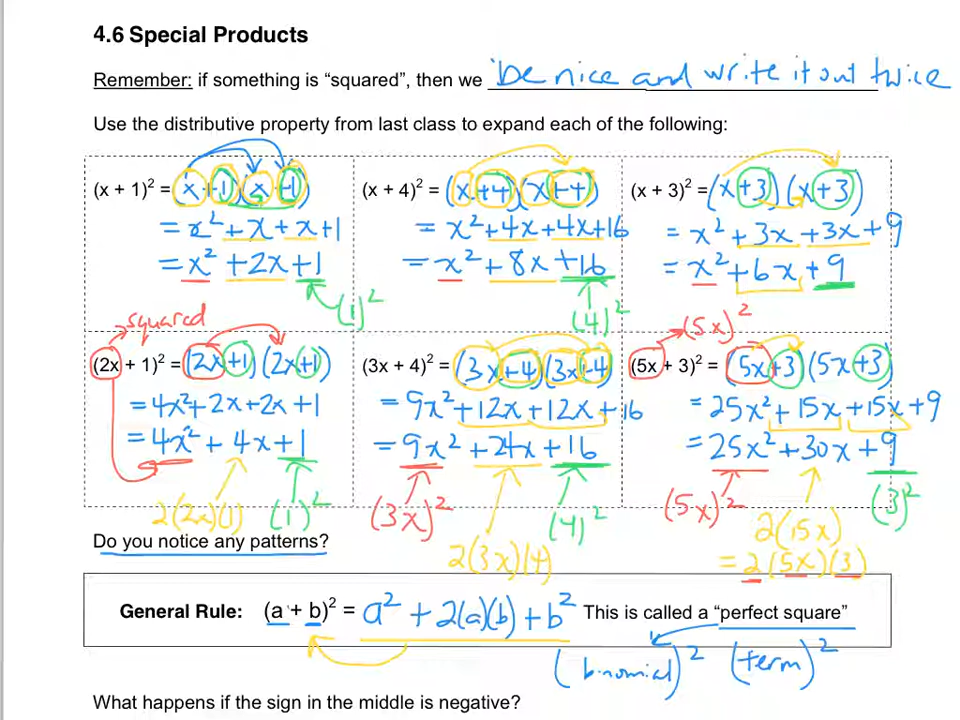 4.6 Special Products
Remember: if something is “squared”, then we be nice and write it out twice
Use the distributive property from last class to expand each of the following:
(x + 1)² = (x+1)(x+1)
= x² + x + x + 1
= x² + 2x + 1
(1)²
(x + 4)² = (x+4)(x+4)
= x² + 4x + 4x + 16
= x² + 8x + 16
(4)²
(x + 3)² = (x+3)(x+3)
= x² + 3x + 3x + 9
= x² + 6x + 9
squared
(2x + 1)² = (2x+1)(2x+1)
= 4x² + 2x + 2x + 1
= 4x² + 4x + 1
2(2x)(1) (1)²
(3x + 4)² = (3x+4)(3x+4)
= 9x² + 12x + 12x + 16
= 9x² + 24x + 16
(3x)² (4)²
2(3x)(4)
(5x)²
(5x + 3)² = (5x+3)(5x+3)
= 25x² + 15x + 15x + 9
= 25x² + 30x + 9
(5x)² (3)²
2(15x)
= 2(5x)(3)
Do you notice any patterns?
General Rule: (a + b)² = a² + 2(a)(b) + b² This is called a “perfect square”
(binomial)² (term)²
What happens if the sign in the middle is negative?